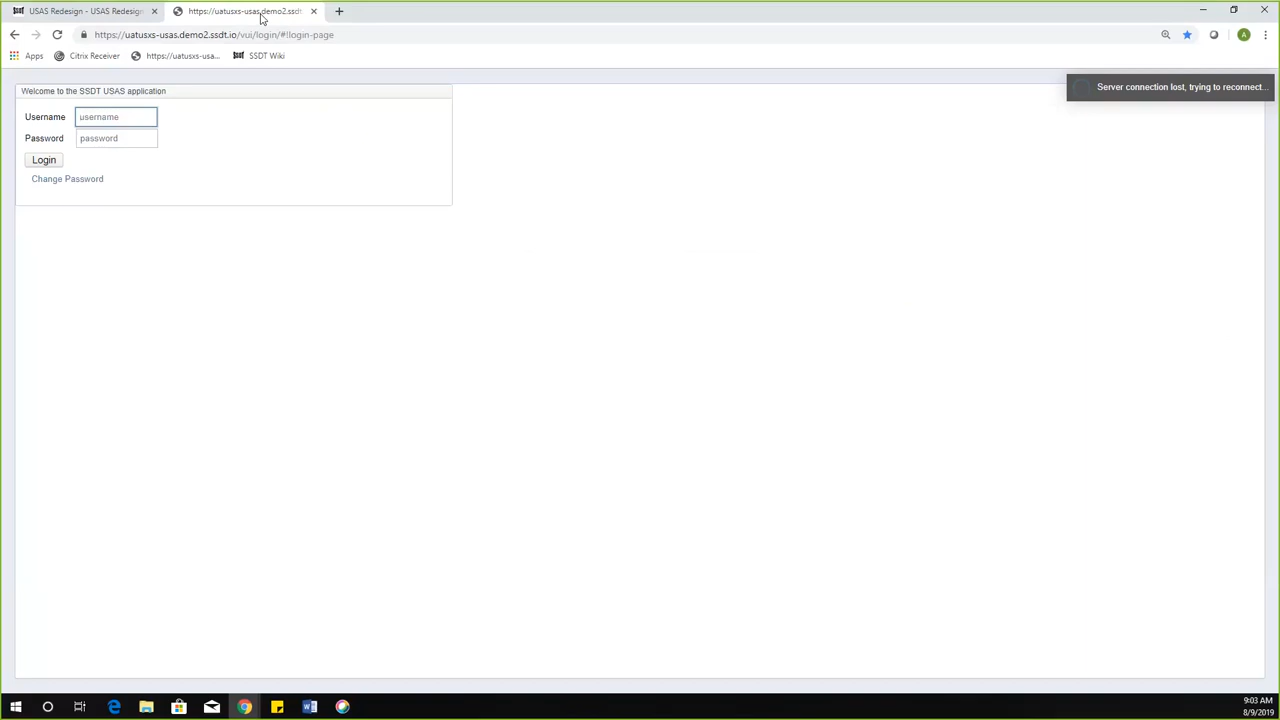 USAS Redesign - USAS Redesign
https://uatusxs-usas.demo2.ssdt
https://uatusxs-usas.demo2.ssdt.io/vui/login/#!login-page
A
Apps
Citrix Receiver
https://uatusxs-usa...
SSDT Wiki
Welcome to the SSDT USAS application
Server connection lost, trying to reconnect...
Username
username
Password
password
Login
Change Password
9:03 AM
8/9/2019